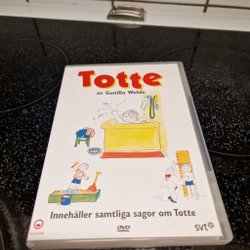 Totte
av Gunilla Wolde
Innehåller samtliga sagor om Totte
DVD
svt